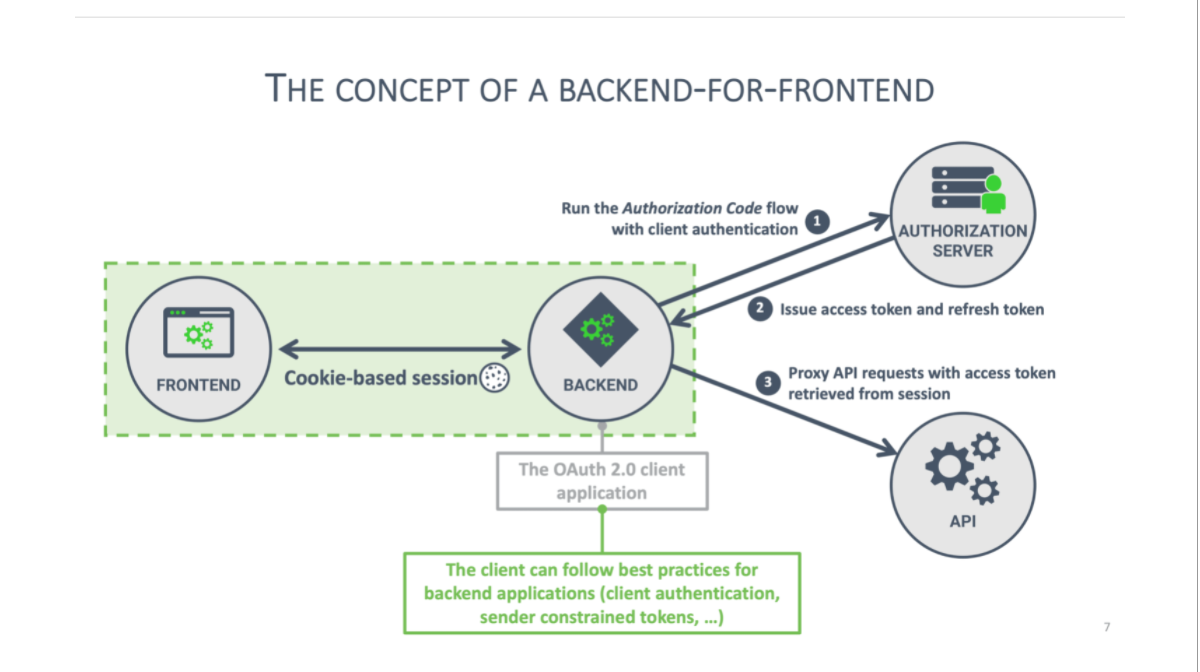 THE CONCEPT OF A BACKEND-FOR-FRONTEND
Run the Authorization Code flow
with client authentication
1
AUTHORIZATION
SERVER
2
Issue access token and refresh token
FRONTEND
Cookie-based session
BACKEND
3
Proxy API requests with access token
retrieved from session
API
The OAuth 2.0 client
application
The client can follow best practices for
backend applications (client authentication,
sender constrained tokens, ...)
7